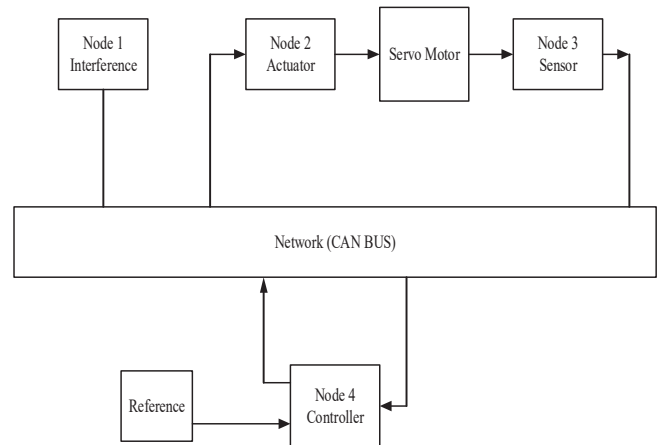 Node 1
Interference
Node 2
Actuator
Servo Motor
Node 3
Sensor
Network (CAN BUS)
Reference
Node 4
Controller